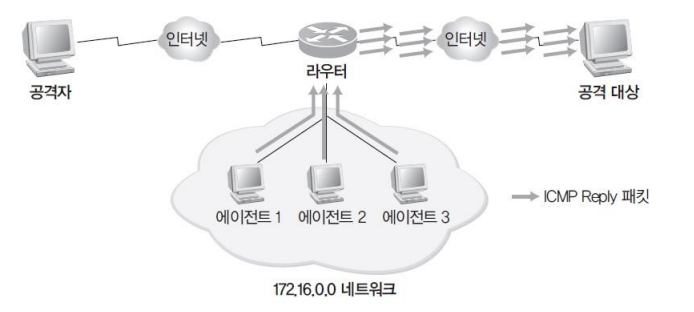 인터넷
인터넷
라우터
공격자
공격 대상
에이전트 1
에이전트 2
에이전트 3
ICMP Reply 패킷
172.16.0.0 네트워크